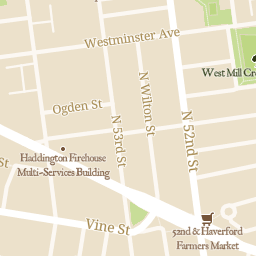 Westminster Ave
West Mill Cre
Ogden St
N 53rd St
N Wilton St
N 52nd St
Haddington Firehouse
Multi-Services Building
St
Vine St
52nd & Haverford
Farmers Market